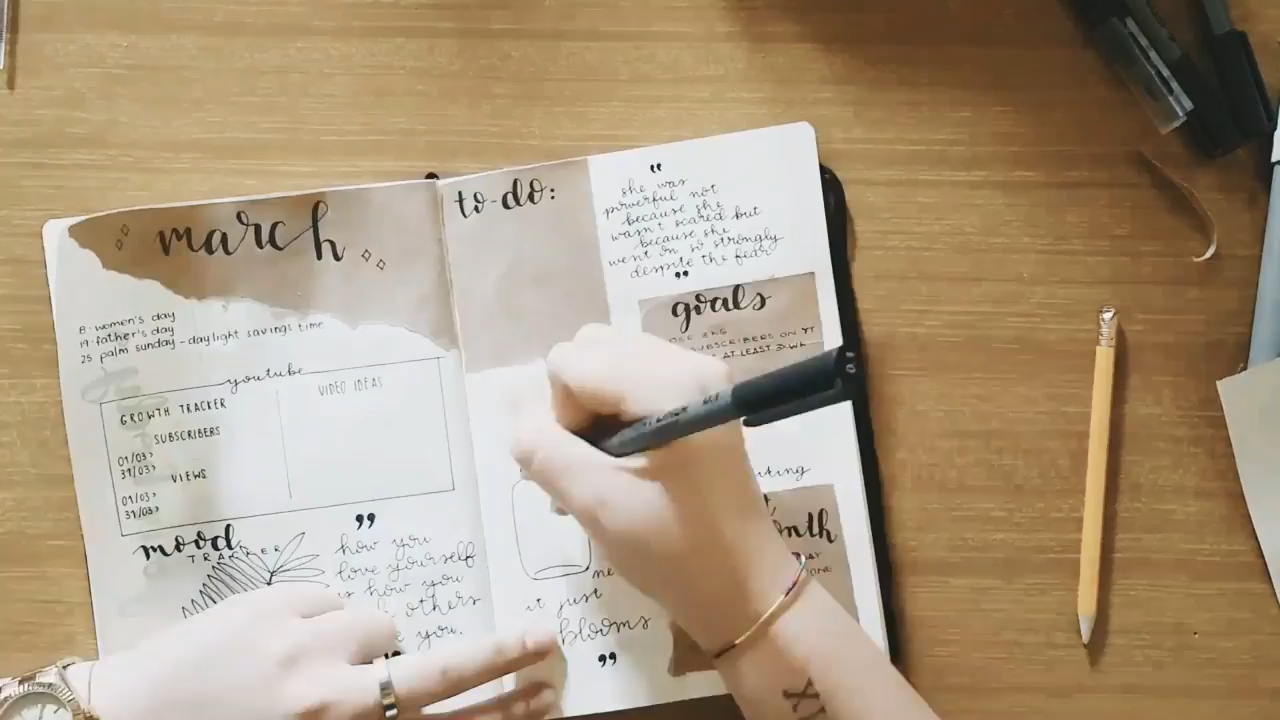 march
8· women's day
19· father's day
25 palm sunday - daylight savings time
youtube
GROWTH TRACKER
SUBSCRIBERS
01/03>
31/03>
VIEWS
01/03>
31/03>
VIDEO IDEAS
mood
TRACKER
"
how you
love yourself
is how you
others
you.
to-do:
"
she was
powerful not
because she
wasn't scared but
because she
went on so strongly
despite the fear
"
goals
2KG
SUBSCRIBERS ON YT
AT LEAST
it just
blooms
"